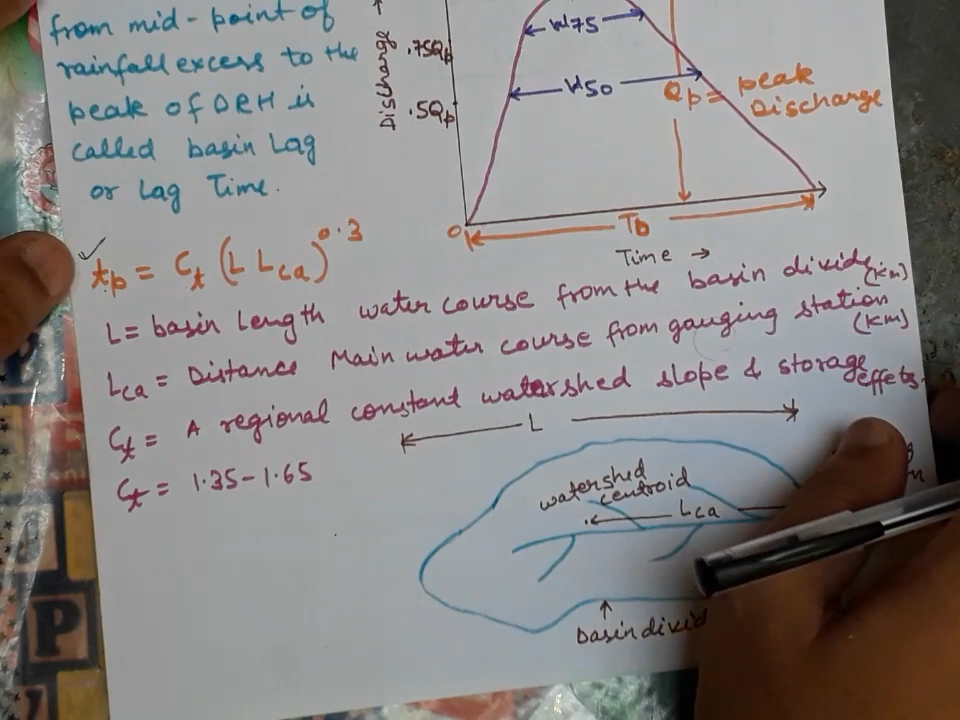 from mid-point of
rainfall excess to the
peak of DRH is
called basin Lag
or Lag Time.
Discharge →
.75Qp
.5Qp
W75
W50
Qp = peak
Discharge
0
Tb
Time →
tp = Ct (L Lca)^0.3
L = basin Length water course from the basin divide (Km)
Lca = Distance Main water course from gauging station (Km)
Ct = A regional constant watershed slope & storage effets.
Ct = 1.35-1.65
L
watershed
centroid
Lca
basin divid
P